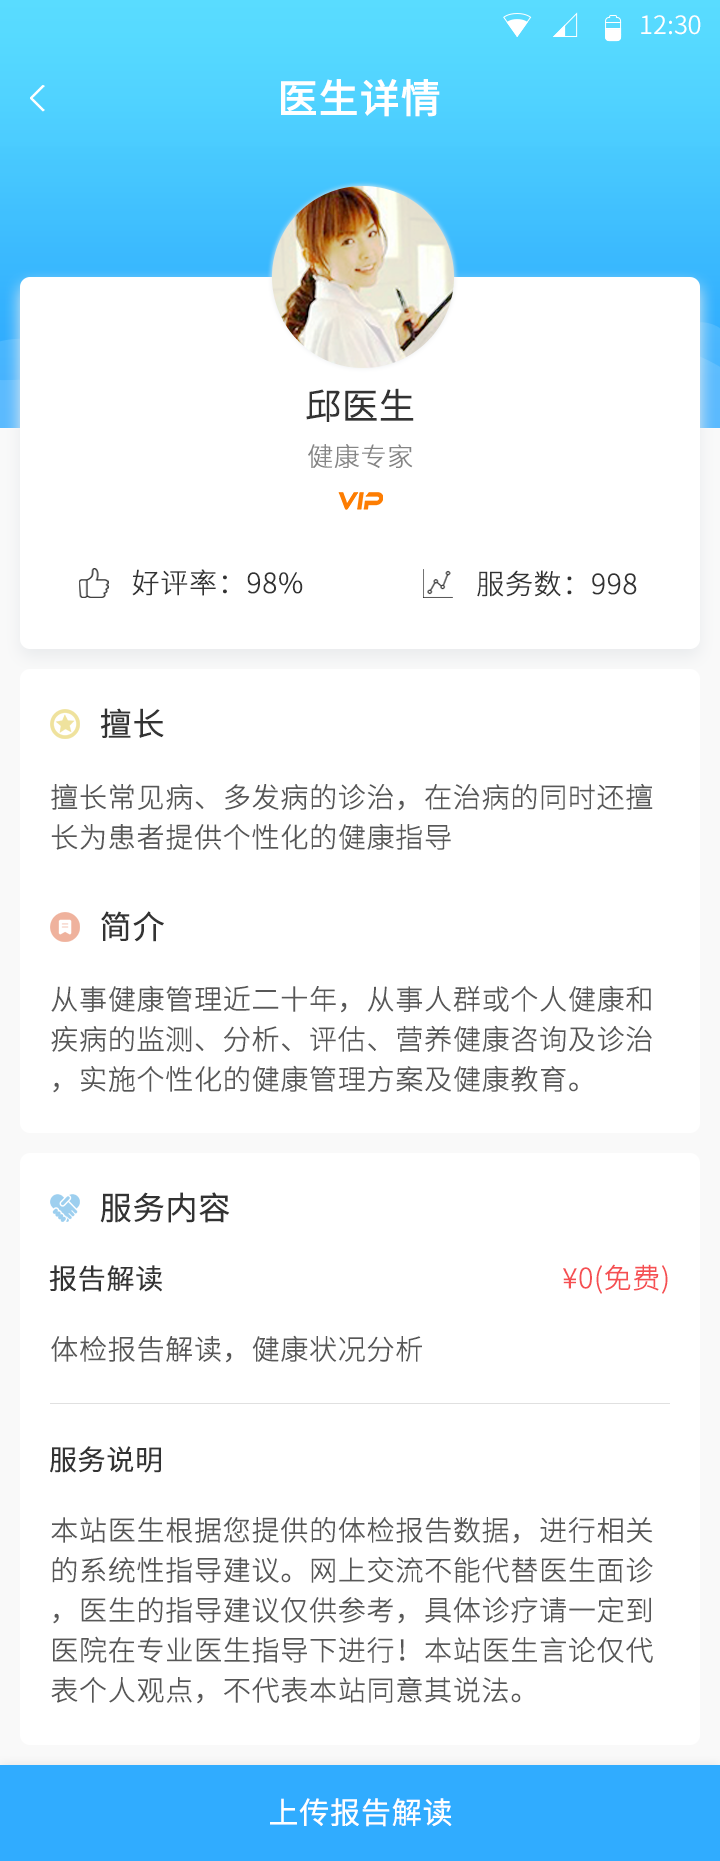 12:30
医生详情
邱医生
健康专家
VIP
好评率：98%
服务数：998
擅长
擅长常见病、多发病的诊治，在治病的同时还擅
长为患者提供个性化的健康指导
简介
从事健康管理近二十年，从事人群或个人健康和
疾病的监测、分析、评估、营养健康咨询及诊治
，实施个性化的健康管理方案及健康教育。
服务内容
报告解读
¥0(免费)
体检报告解读，健康状况分析
服务说明
本站医生根据您提供的体检报告数据，进行相关
的系统性指导建议。网上交流不能代替医生面诊
，医生的指导建议仅供参考，具体诊疗请一定到
医院在专业医生指导下进行！本站医生言论仅代
表个人观点，不代表本站同意其说法。
上传报告解读